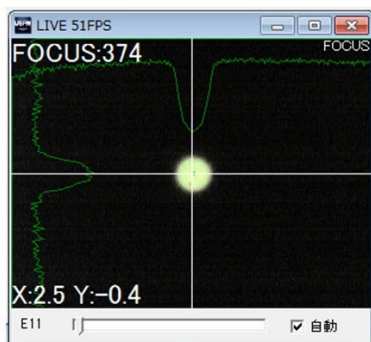 LIVE 51FPS
FOCUS:374
FOCUS
X:2.5 Y:-0.4
E11
自動